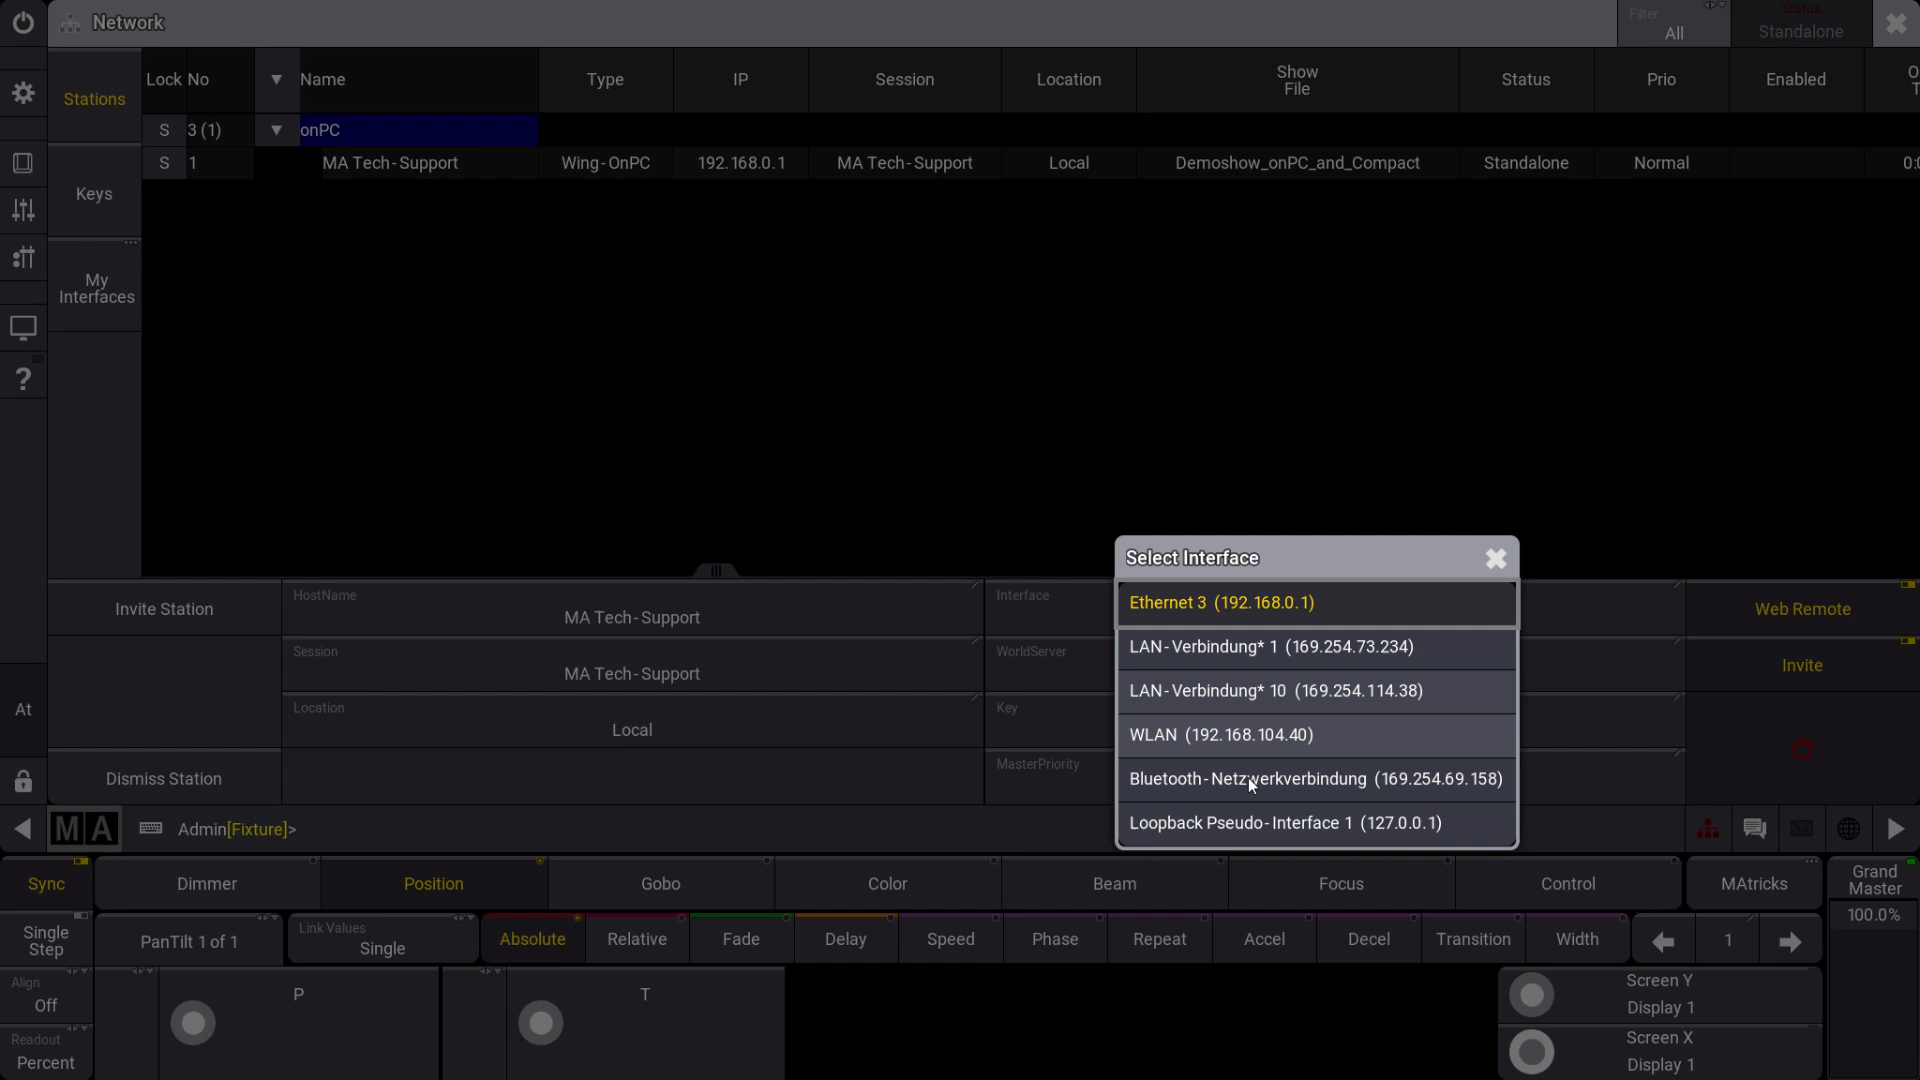 Network
Filter
All
Status
Standalone
Lock No Name Type IP Session Location Show File Status Prio Enabled
Stations
S 3 (1) onPC
S 1 MA Tech-Support Wing-OnPC 192.168.0.1 MA Tech-Support Local Demoshow_onPC_and_Compact Standalone Normal
Keys
My
Interfaces
Select Interface
Ethernet 3 (192.168.0.1)
LAN-Verbindung* 1 (169.254.73.234)
LAN-Verbindung* 10 (169.254.114.38)
WLAN (192.168.104.40)
Bluetooth-Netzwerkverbindung (169.254.69.158)
Loopback Pseudo-Interface 1 (127.0.0.1)
Invite Station
HostName
MA Tech-Support
Interface
Web Remote
Session
MA Tech-Support
WorldServer
Invite
Location
Local
Key
At
Dismiss Station
MasterPriority
MA
Admin[Fixture]>
Sync
Dimmer
Position
Gobo
Color
Beam
Focus
Control
MAtricks
Grand
Master
100.0%
Single
Step
PanTilt 1 of 1
Link Values
Single
Absolute
Relative
Fade
Delay
Speed
Phase
Repeat
Accel
Decel
Transition
Width
1
Align
Off
P
T
Screen Y
Display 1
Readout
Percent
Screen X
Display 1